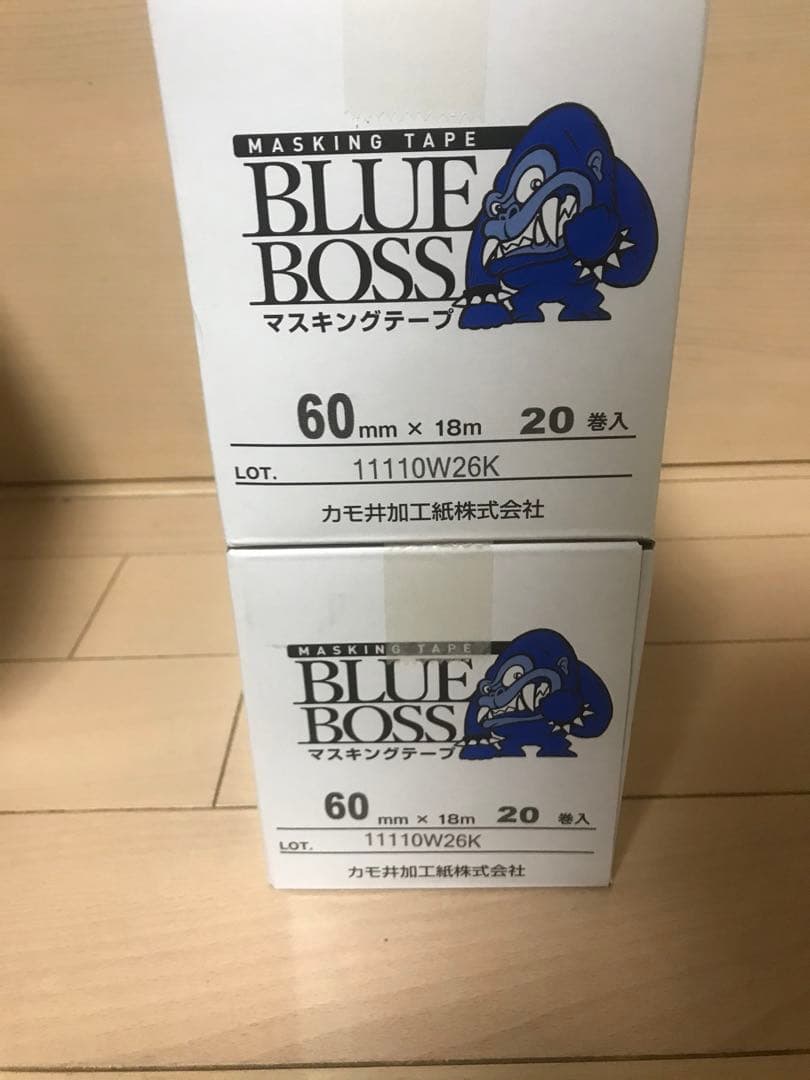 MASKING TAPE
BLUE
BOSS
マスキングテープ
60mm × 18m 20 巻入
LOT. 11110W26K
カモ井加工紙株式会社
MASKING TAPE
BLUE
BOSS
マスキングテープ
60 mm × 18m 20 巻入
LOT. 11110W26K
カモ井加工紙株式会社